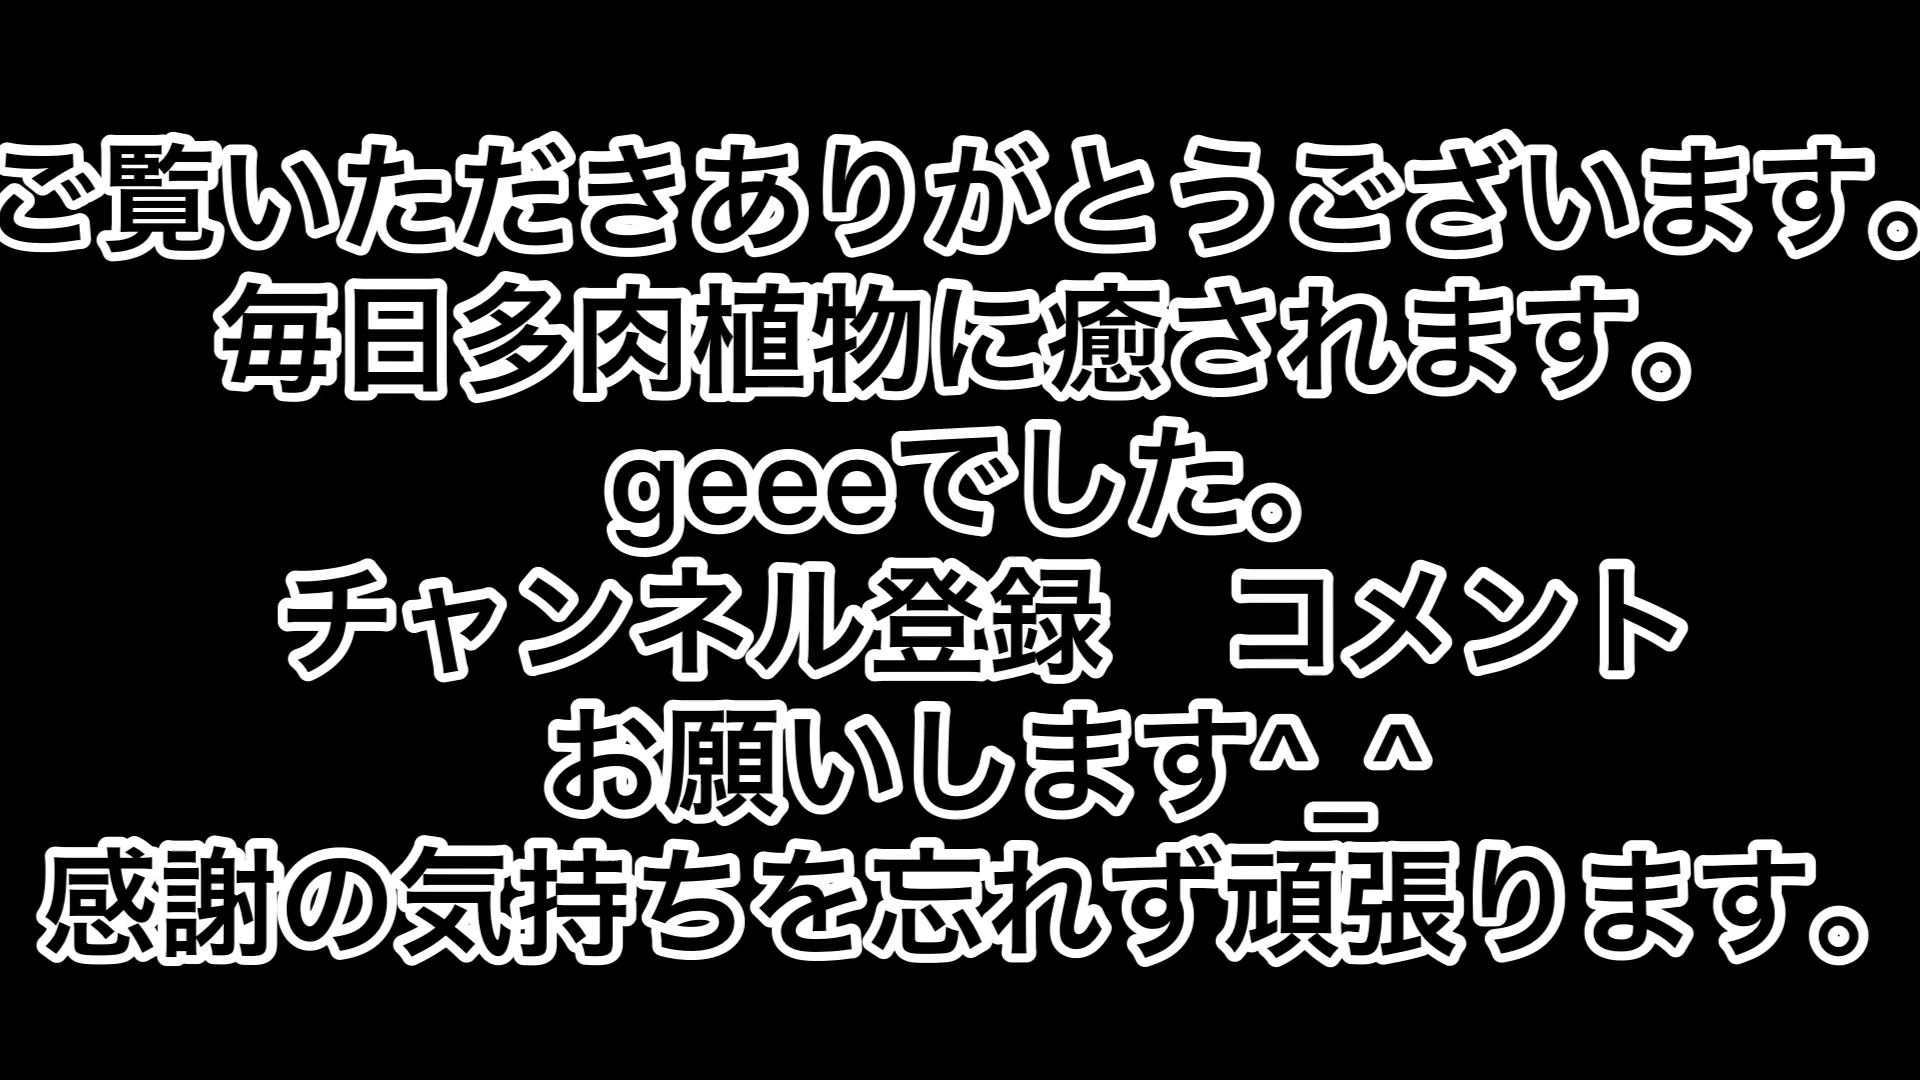 ご覧いただきありがとうございます。
毎日多肉植物に癒されます。
geeeでした。
チャンネル登録　コメント
お願いします^_^
感謝の気持ちを忘れず頑張ります。